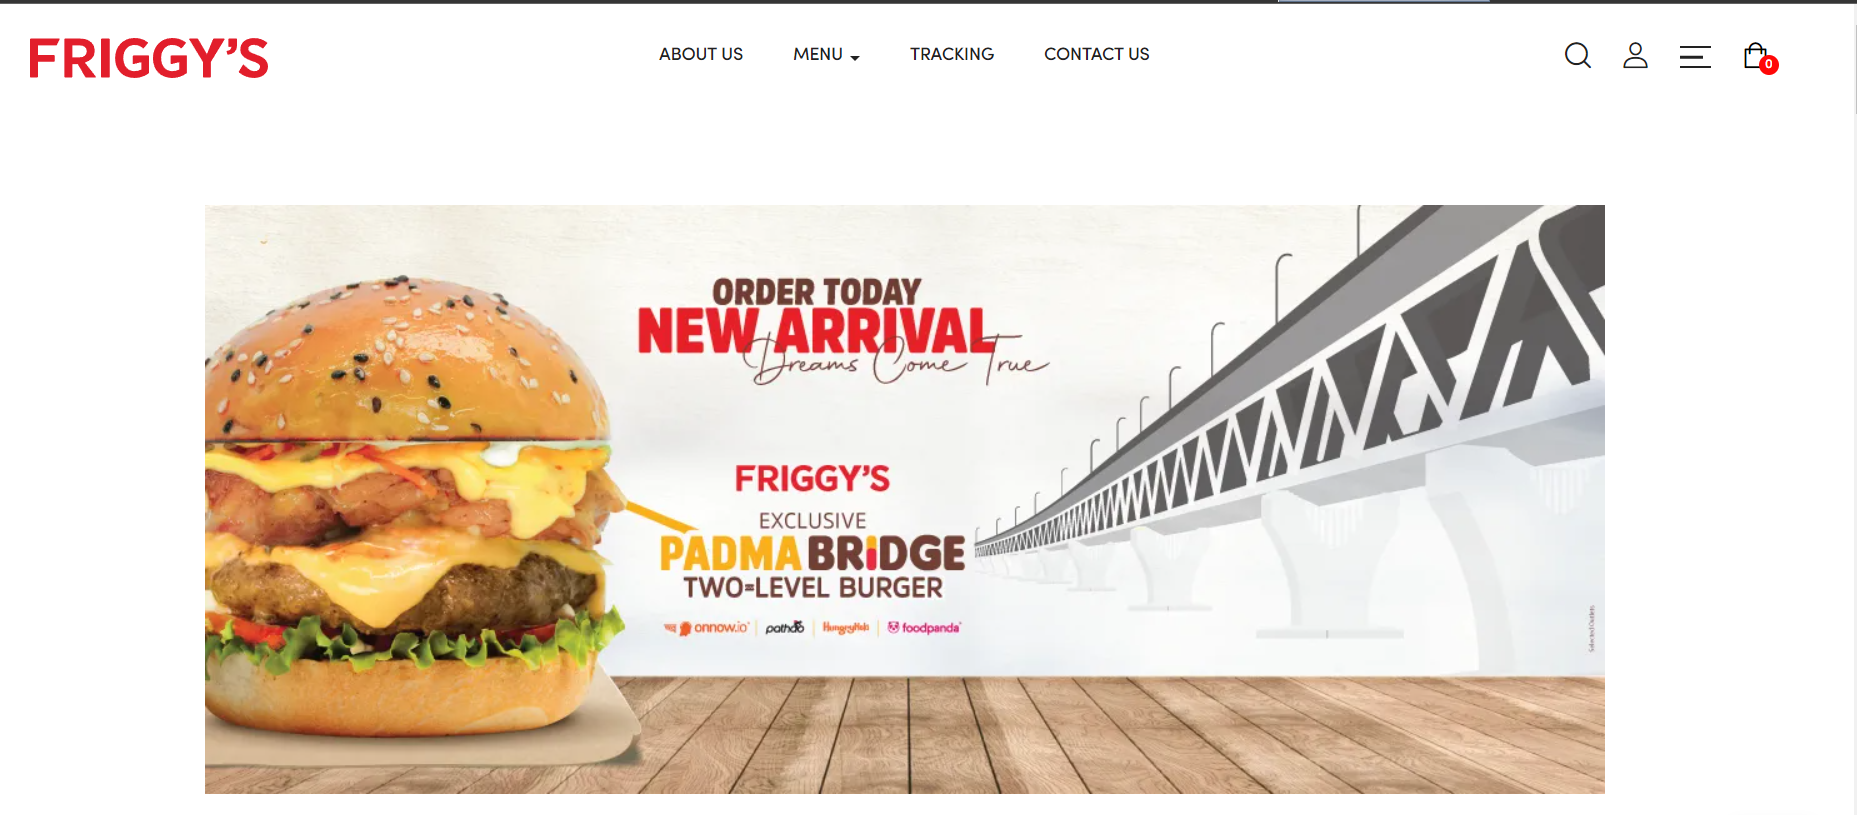 FRIGGY'S
ABOUT US
MENU
TRACKING
CONTACT US
0
ORDER TODAY
NEW ARRIVAL
Dreams Come True
FRIGGY'S
EXCLUSIVE
PADMA BRIDGE
TWO=LEVEL BURGER
onnow.io pathao HungryNaki foodpanda
Selected Outlets